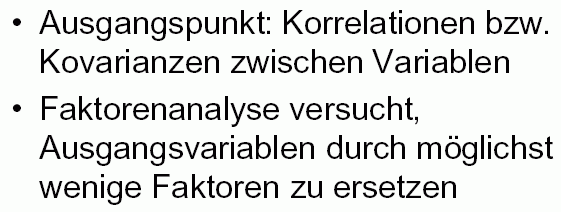 • Ausgangspunkt: Korrelationen bzw.
Kovarianzen zwischen Variablen
• Faktorenanalyse versucht,
Ausgangsvariablen durch möglichst
wenige Faktoren zu ersetzen